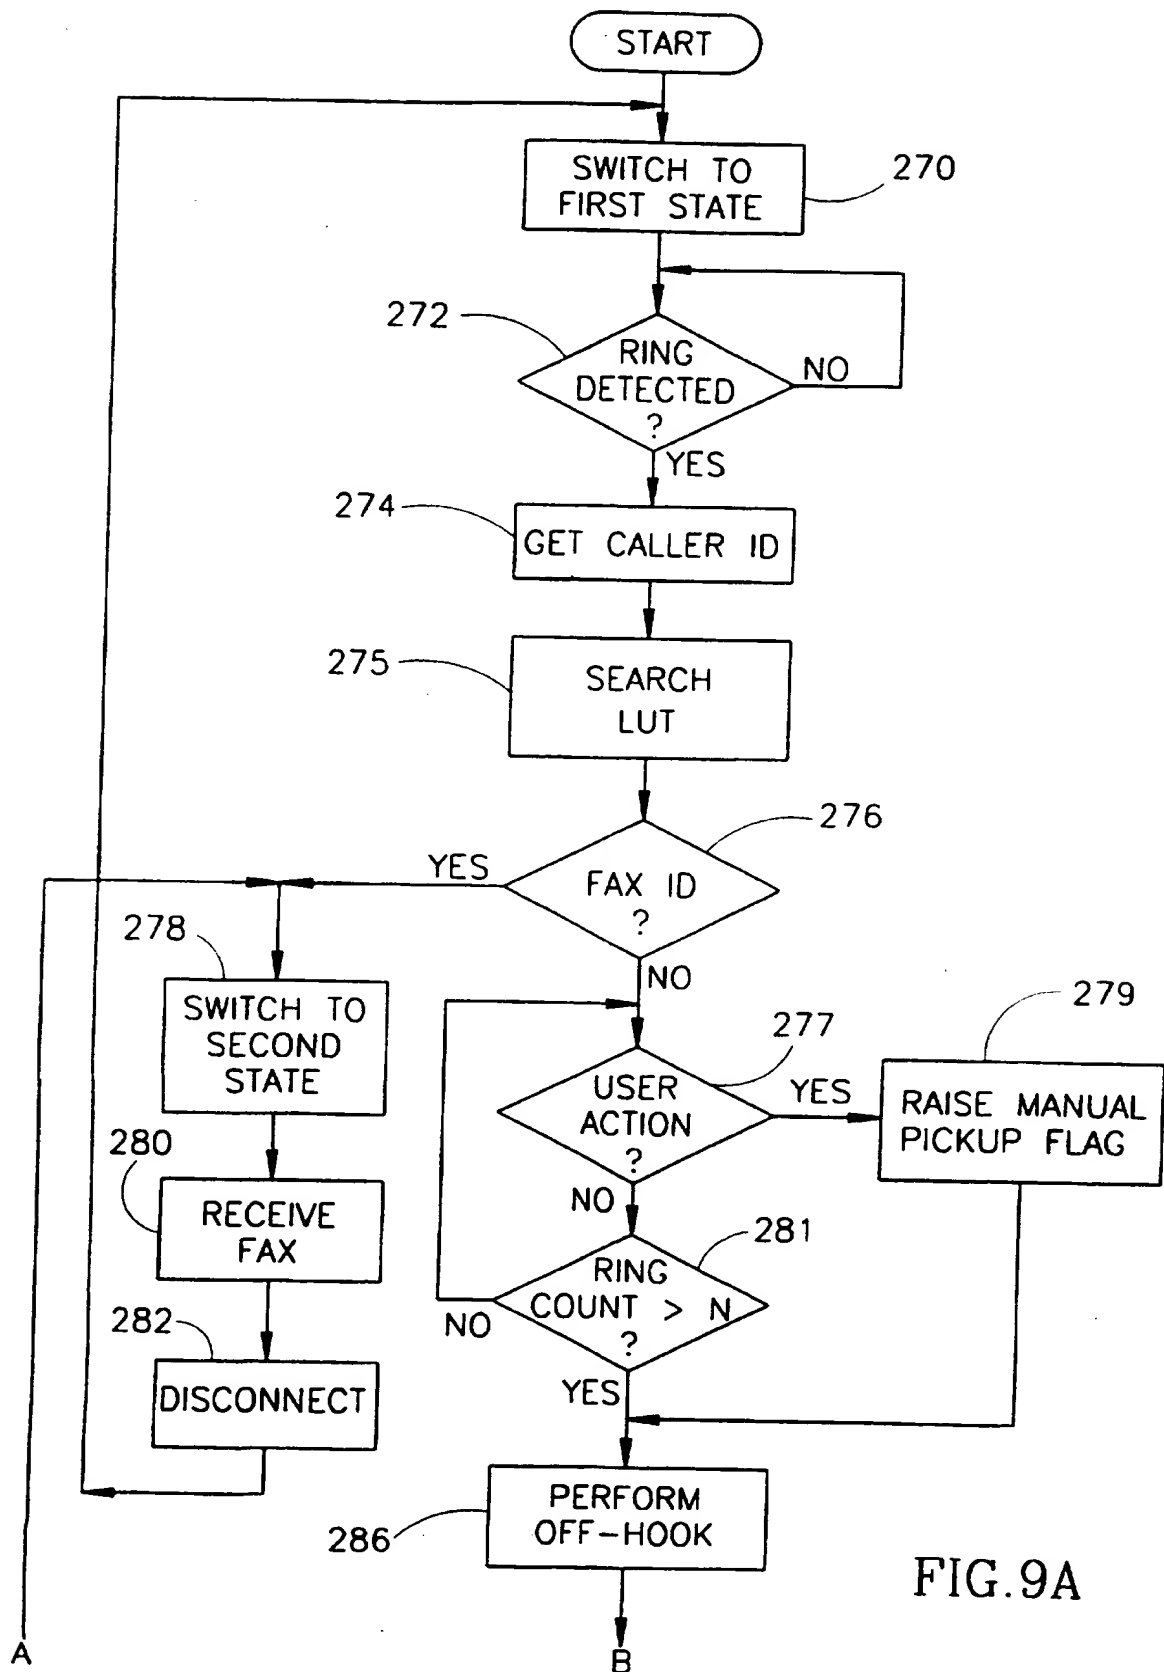 START
SWITCH TO
FIRST STATE
270
272
RING
DETECTED
?
NO
YES
274
GET CALLER ID
275
SEARCH
LUT
276
YES
FAX ID
?
NO
278
SWITCH TO
SECOND
STATE
277
279
USER
ACTION
?
YES
RAISE MANUAL
PICKUP FLAG
NO
280
RECEIVE
FAX
281
RING
COUNT > N
?
NO
YES
282
DISCONNECT
PERFORM
OFF-HOOK
286
FIG.9A
A
B